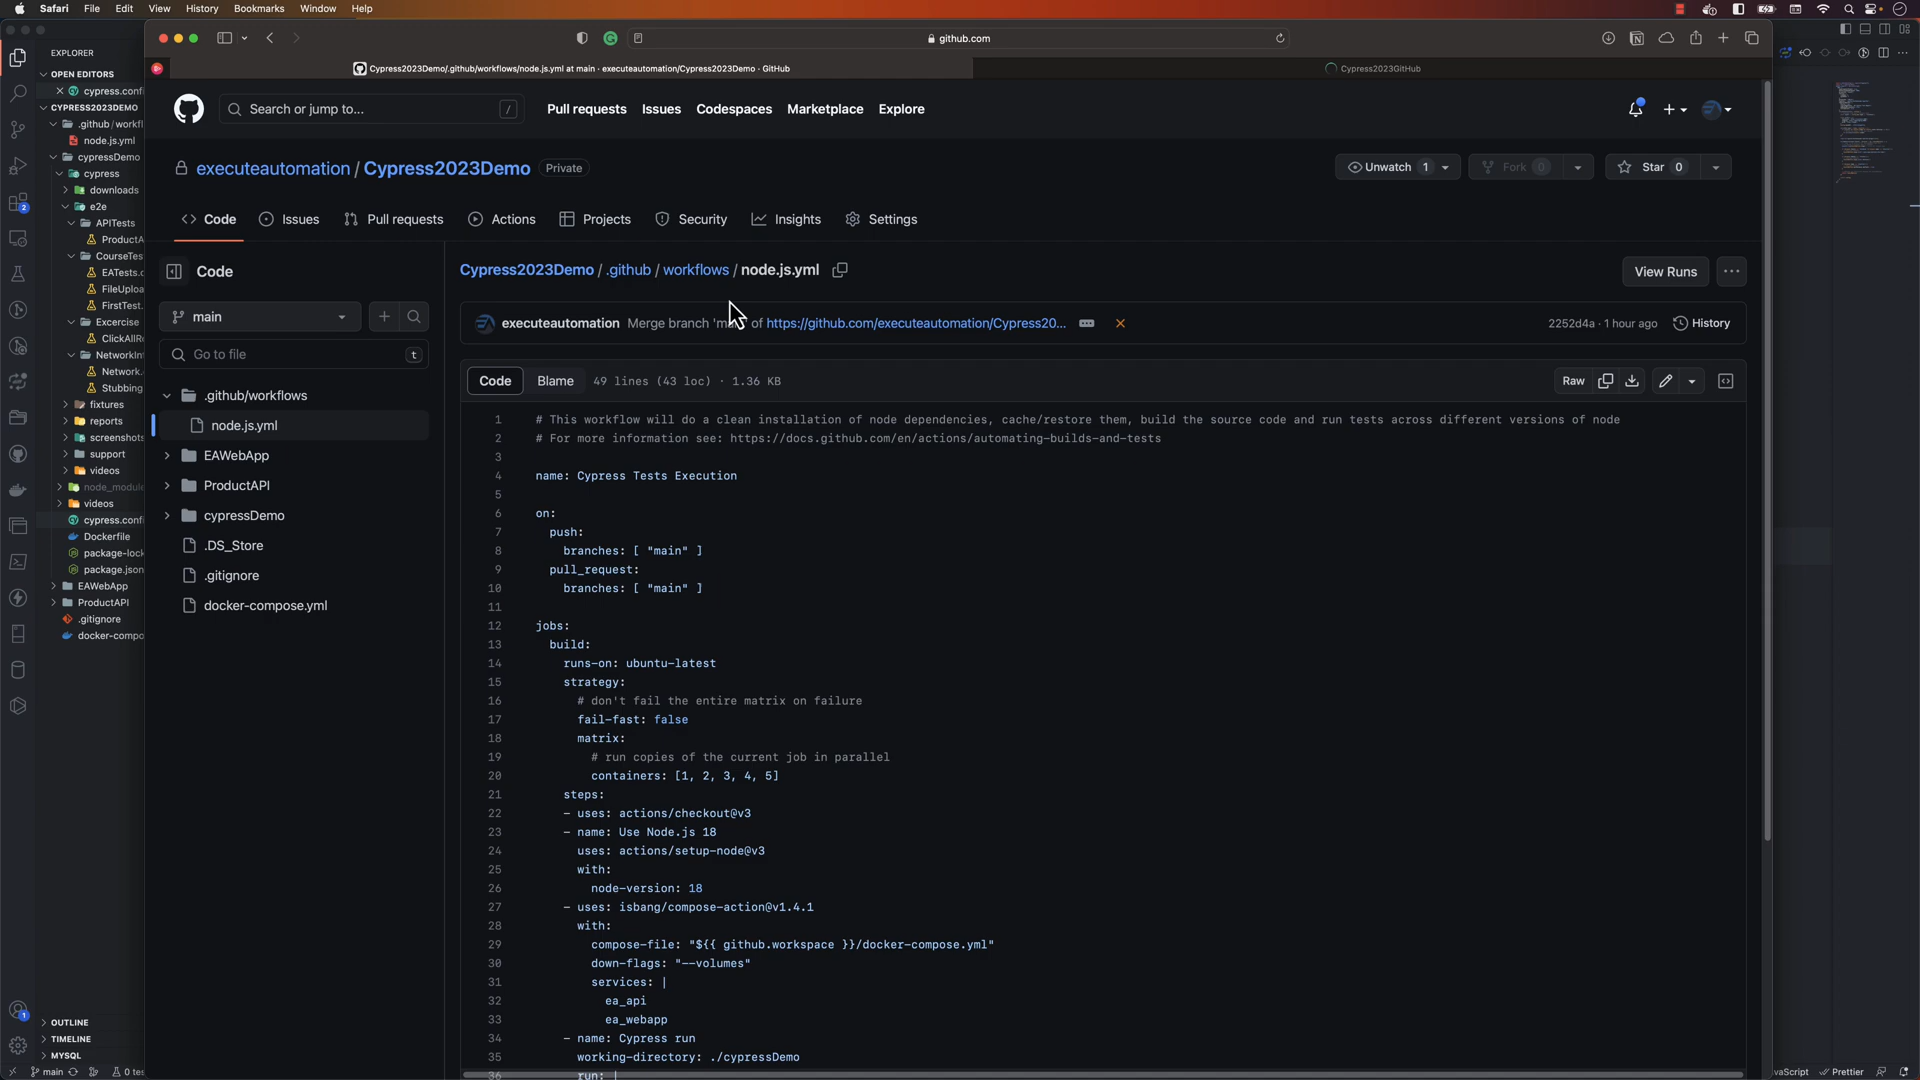 Safari File Edit View History Bookmarks Window Help
github.com
Cypress2023Demo/.github/workflows/node.js.yml at main · executeautomation/Cypress2023Demo · GitHub
Cypress2023GitHub
EXPLORER
OPEN EDITORS
cypress.confi
CYPRESS2023DEMO
.github/workfl
node.js.yml
cypressDemo
cypress
downloads
e2e
APITests
ProductA
CourseTes
EATests.c
FileUploa
FirstTest.
Excercise
ClickAllRo
NetworkInt
Network.
Stubbing
fixtures
reports
screenshots
support
videos
node_module
videos
cypress.confi
Dockerfile
package-lock
package.json
EAWebApp
ProductAPI
.gitignore
docker-compo
OUTLINE
TIMELINE
MYSQL
2
1
main
0 tes
Search or jump to...
/
Pull requests
Issues
Codespaces
Marketplace
Explore
executeautomation / Cypress2023Demo
Private
Unwatch 1
Fork 0
Star 0
Code
Issues
Pull requests
Actions
Projects
Security
Insights
Settings
Code
main
Go to file
t
.github/workflows
node.js.yml
EAWebApp
ProductAPI
cypressDemo
.DS_Store
.gitignore
docker-compose.yml
Cypress2023Demo / .github / workflows / node.js.yml
View Runs
executeautomation Merge branch 'ma of https://github.com/executeautomation/Cypress20...
2252d4a · 1 hour ago
History
Code
Blame
49 lines (43 loc) · 1.36 KB
Raw
1 # This workflow will do a clean installation of node dependencies, cache/restore them, build the source code and run tests across different versions of node
2 # For more information see: https://docs.github.com/en/actions/automating-builds-and-tests
3
4 name: Cypress Tests Execution
5
6 on:
7 push:
8 branches: [ "main" ]
9 pull_request:
10 branches: [ "main" ]
11
12 jobs:
13 build:
14 runs-on: ubuntu-latest
15 strategy:
16 # don't fail the entire matrix on failure
17 fail-fast: false
18 matrix:
19 # run copies of the current job in parallel
20 containers: [1, 2, 3, 4, 5]
21 steps:
22 - uses: actions/checkout@v3
23 - name: Use Node.js 18
24 uses: actions/setup-node@v3
25 with:
26 node-version: 18
27 - uses: isbang/compose-action@v1.4.1
28 with:
29 compose-file: "${{ github.workspace }}/docker-compose.yml"
30 down-flags: "--volumes"
31 services: |
32 ea_api
33 ea_webapp
34 - name: Cypress run
35 working-directory: ./cypressDemo
36 run: |
vaScript
Prettier